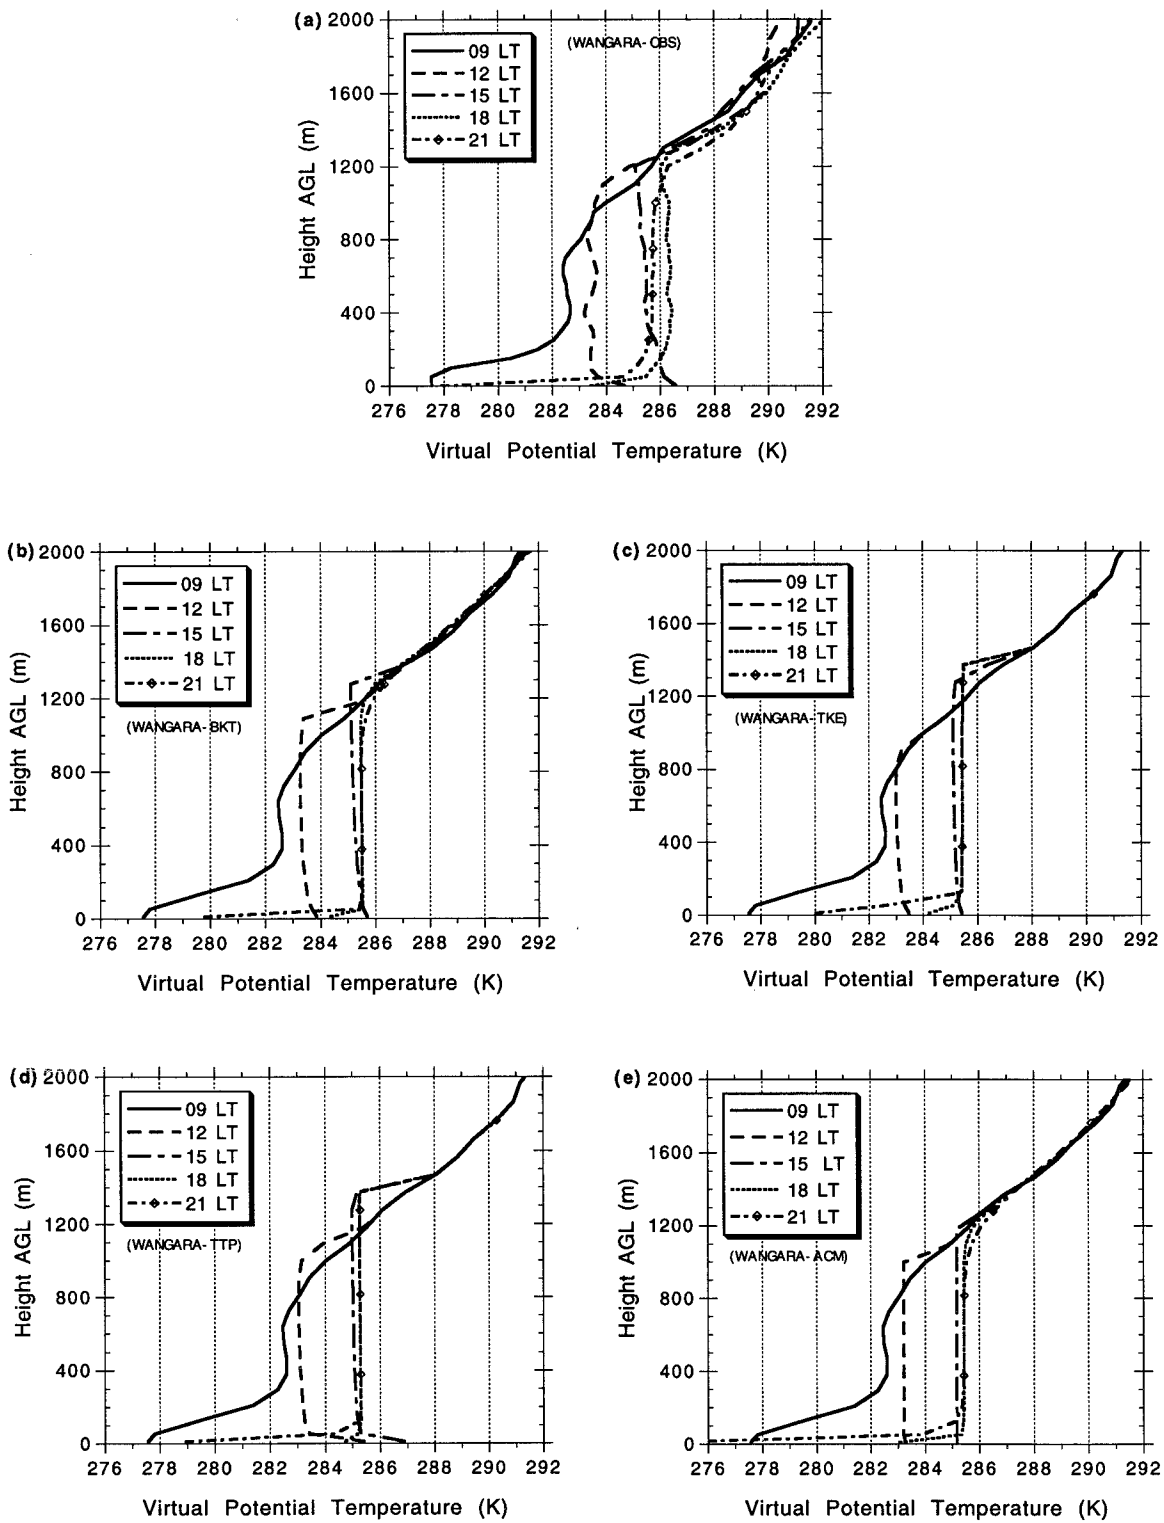 (a) 2000
1600
1200
800
400
0
Height AGL (m)
09 LT
12 LT
15 LT
18 LT
21 LT
(WANGARA-OBS)
276 278 280 282 284 286 288 290 292
Virtual Potential Temperature (K)
(b) 2000
1600
1200
800
400
0
Height AGL (m)
09 LT
12 LT
15 LT
18 LT
21 LT
(WANGARA-BKT)
276 278 280 282 284 286 288 290 292
Virtual Potential Temperature (K)
(c) 2000
1600
1200
800
400
0
Height AGL (m)
09 LT
12 LT
15 LT
18 LT
21 LT
(WANGARA-TKE)
276 278 280 282 284 286 288 290 292
Virtual Potential Temperature (K)
(d) 2000
1600
1200
800
400
0
Height AGL (m)
09 LT
12 LT
15 LT
18 LT
21 LT
(WANGARA-TTP)
276 278 280 282 284 286 288 290 292
Virtual Potential Temperature (K)
(e) 2000
1600
1200
800
400
0
Height AGL (m)
09 LT
12 LT
15 LT
18 LT
21 LT
(WANGARA-ACM)
276 278 280 282 284 286 288 290 292
Virtual Potential Temperature (K)